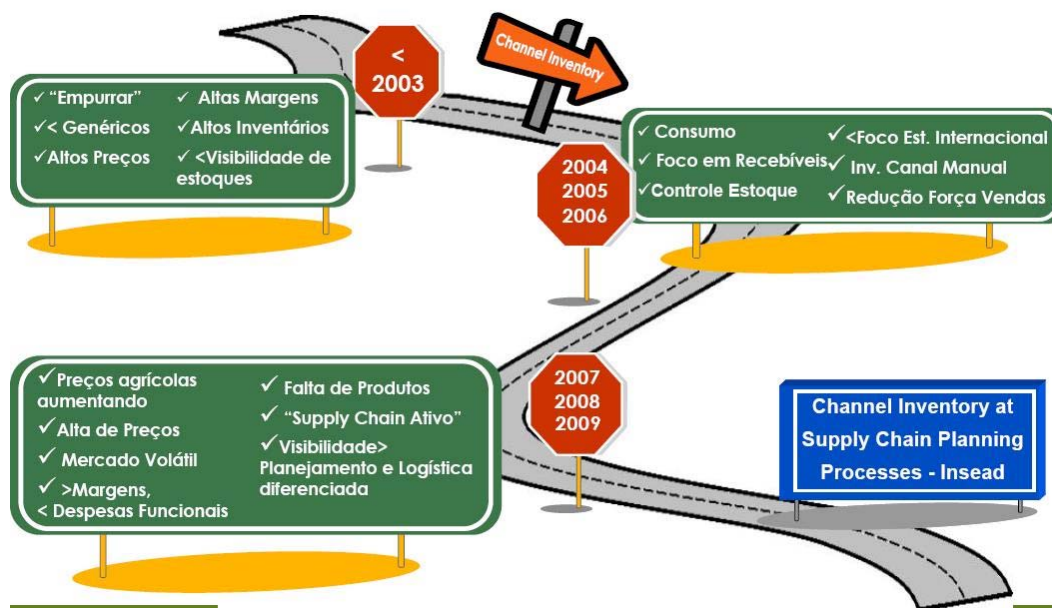 <
2003
Channel Inventory
✓ “Empurrar”
✓< Genéricos
✓Altos Preços
✓ Altas Margens
✓Altos Inventários
✓ <Visibilidade de
estoques
2004
2005
2006
✓ Consumo
✓ Foco em Recebíveis
✓Controle Estoque
✓<Foco Est. Internacional
✓ Inv. Canal Manual
✓ Redução Força Vendas
✓Preços agrícolas
aumentando
✓Alta de Preços
✓ Mercado Volátil
✓ >Margens,
< Despesas Funcionais
✓ Falta de Produtos
✓ “Supply Chain Ativo”
✓Visibilidade>
Planejamento e Logística
diferenciada
2007
2008
2009
Channel Inventory at
Supply Chain Planning
Processes - Insead